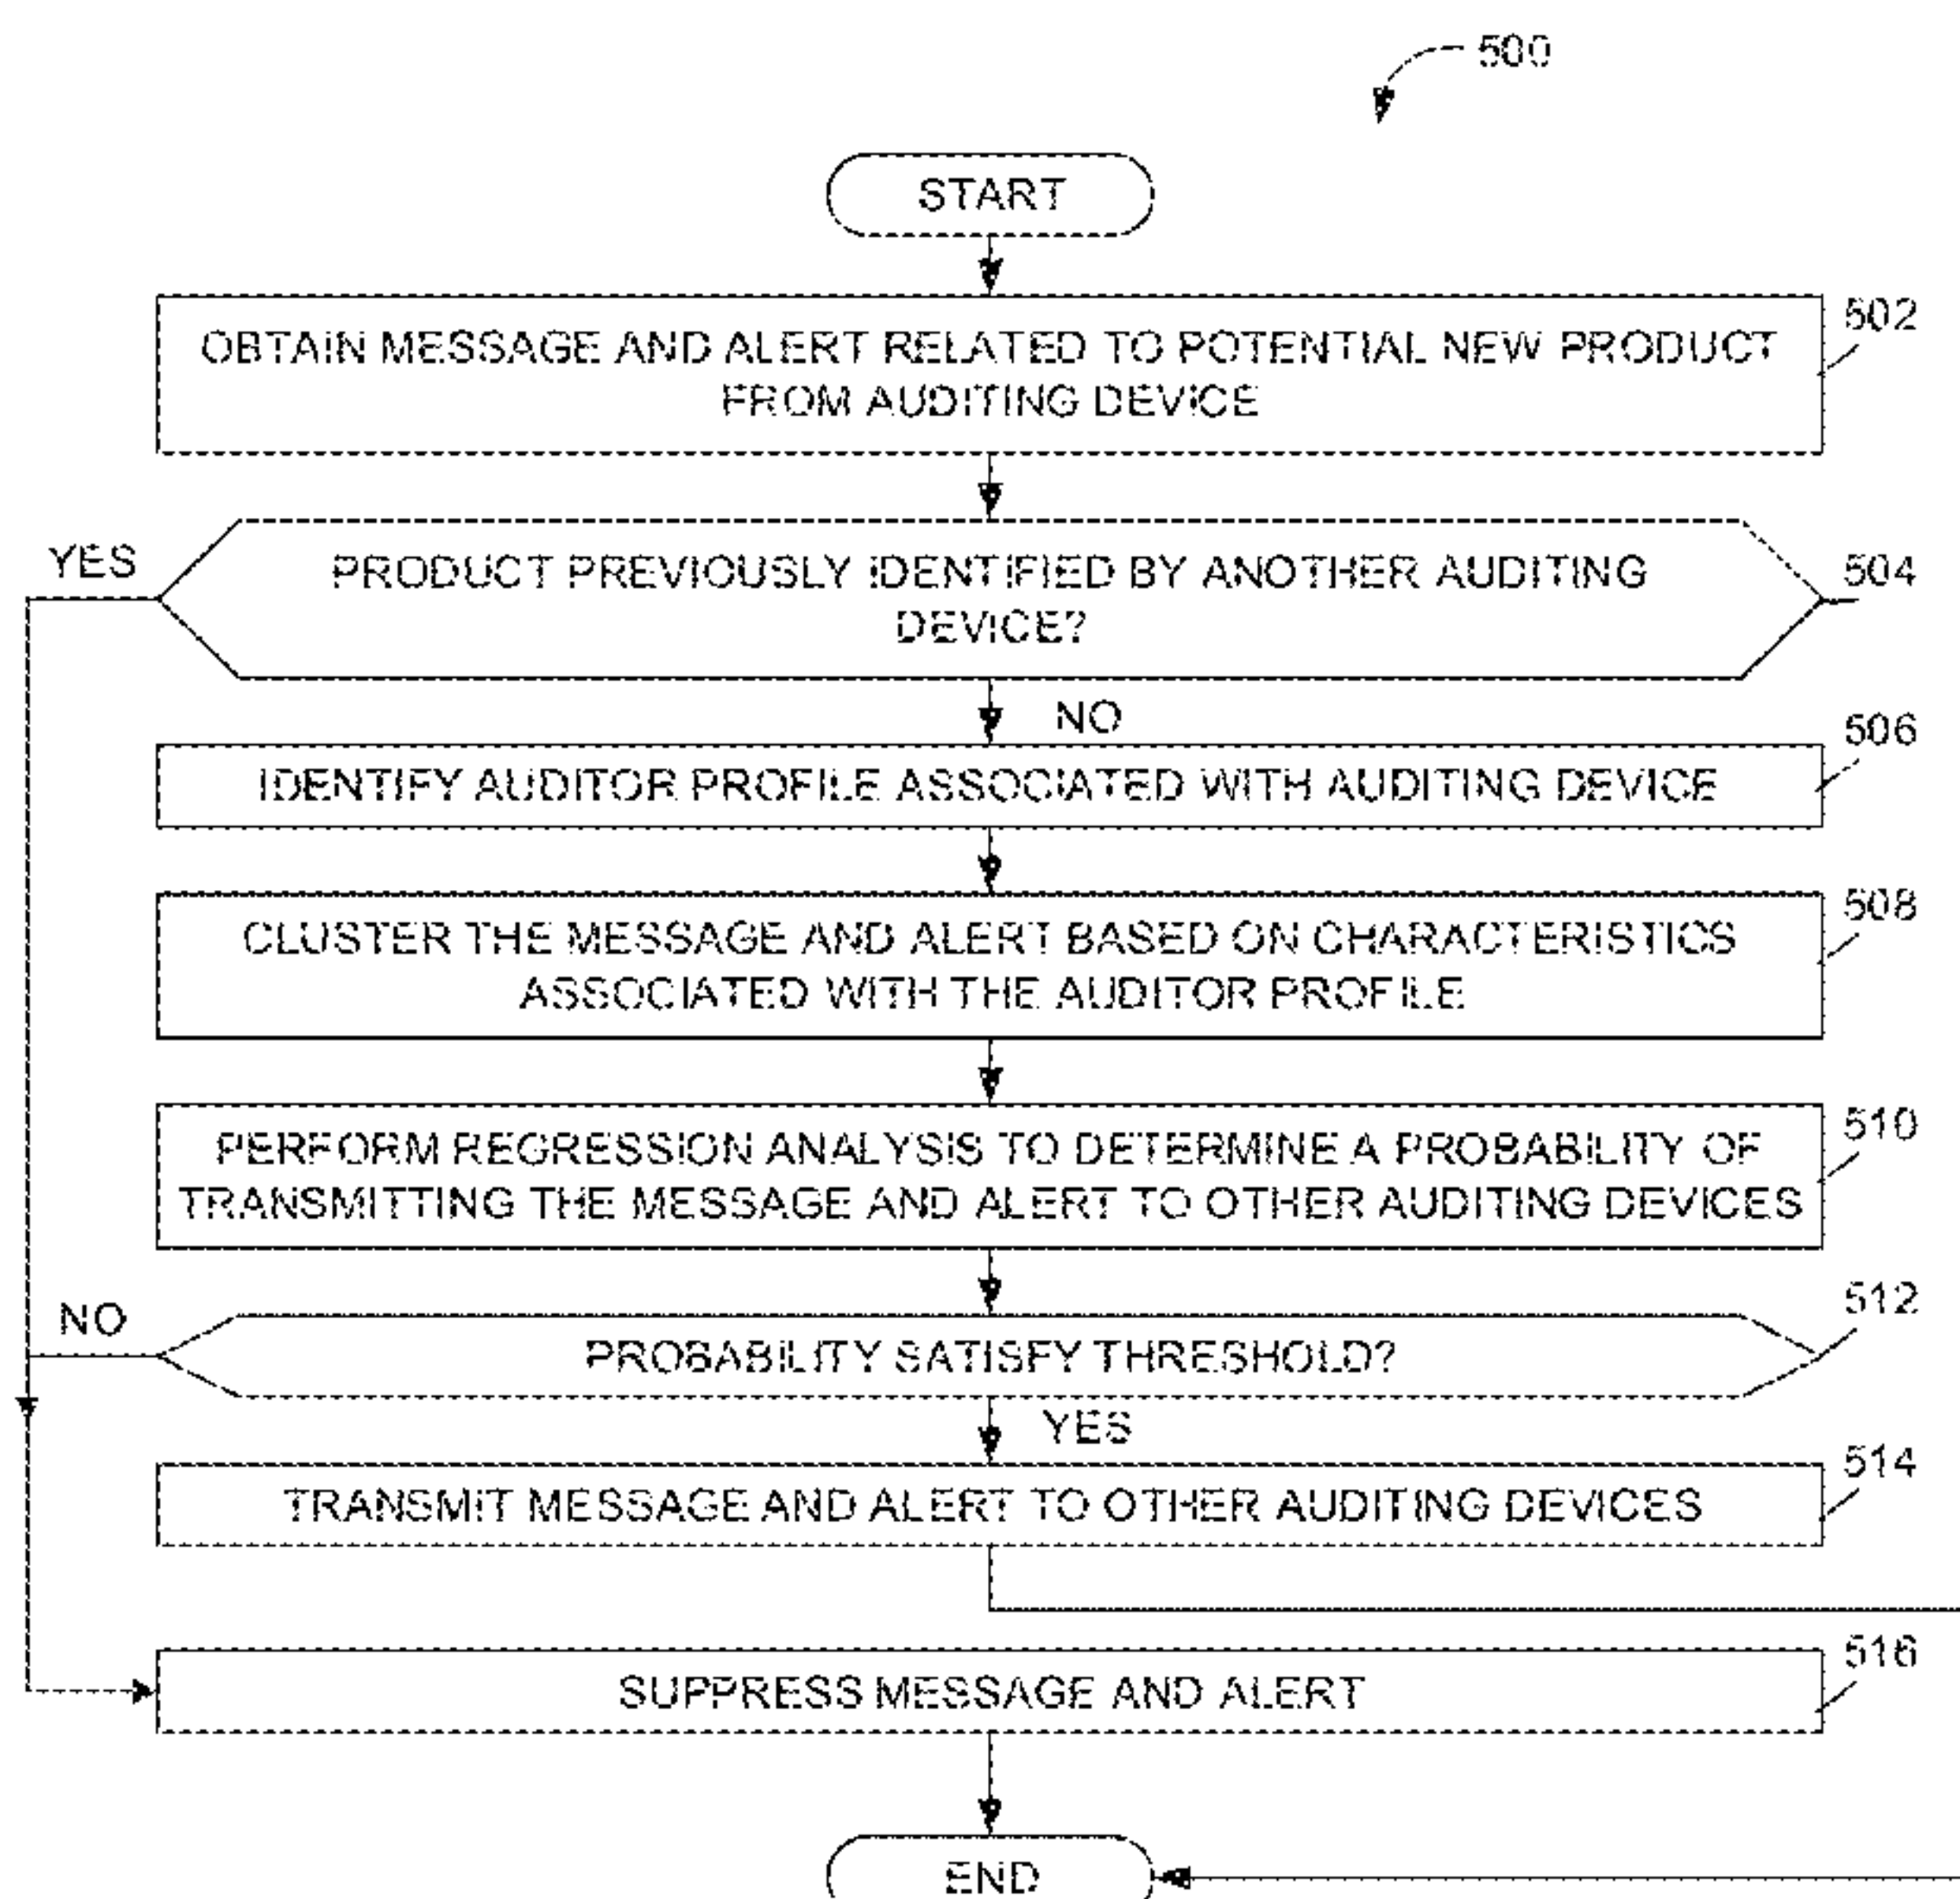 500
START
OBTAIN MESSAGE AND ALERT RELATED TO POTENTIAL NEW PRODUCT
FROM AUDITING DEVICE
502
YES
PRODUCT PREVIOUSLY IDENTIFIED BY ANOTHER AUDITING
DEVICE?
504
NO
IDENTIFY AUDITOR PROFILE ASSOCIATED WITH AUDITING DEVICE
506
CLUSTER THE MESSAGE AND ALERT BASED ON CHARACTERISTICS
ASSOCIATED WITH THE AUDITOR PROFILE
508
PERFORM REGRESSION ANALYSIS TO DETERMINE A PROBABILITY OF
TRANSMITTING THE MESSAGE AND ALERT TO OTHER AUDITING DEVICES
510
NO
PROBABILITY SATISFY THRESHOLD?
512
YES
TRANSMIT MESSAGE AND ALERT TO OTHER AUDITING DEVICES
514
SUPPRESS MESSAGE AND ALERT
516
END